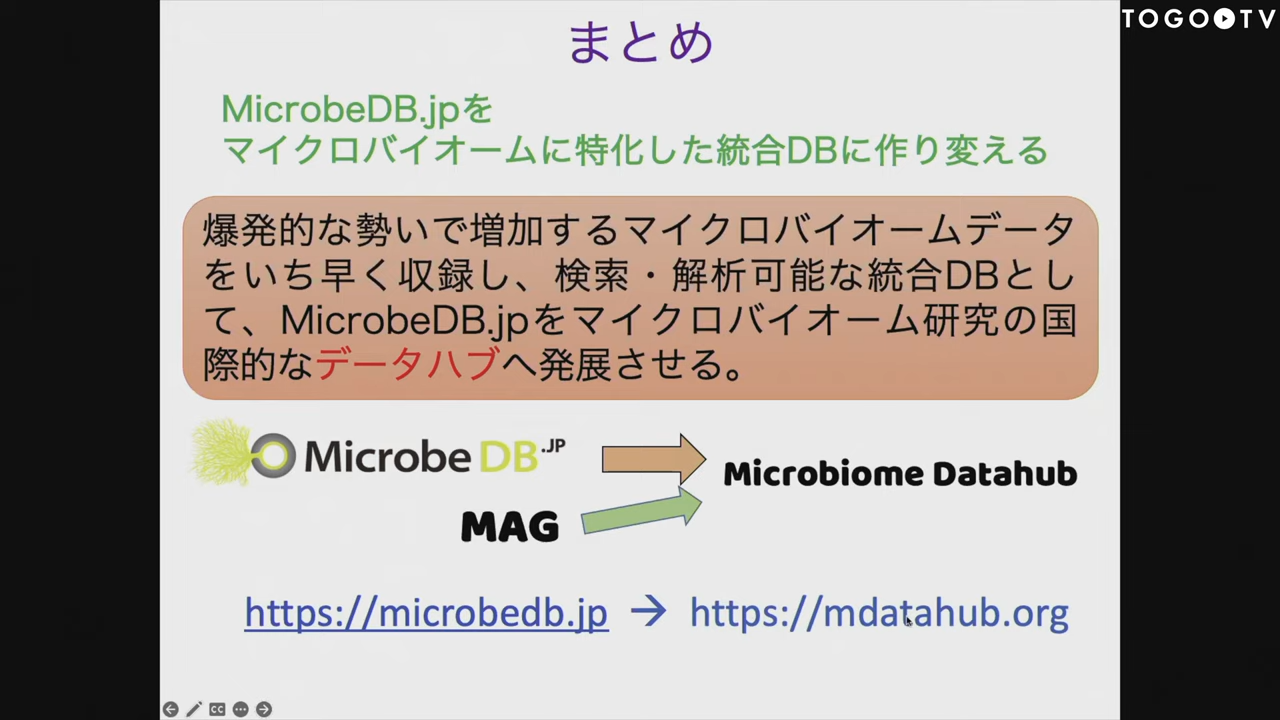 TOGO TV
まとめ
MicrobeDB.jpを
マイクロバイオームに特化した統合DBに作り変える
爆発的な勢いで増加するマイクロバイオームデータ
をいち早く収録し、検索・解析可能な統合DBとし
て、MicrobeDB.jpをマイクロバイオーム研究の国
際的なデータハブへ発展させる。
Microbe DB.JP
Microbiome Datahub
MAG
https://microbedb.jp → https://mdatahub.org
CC